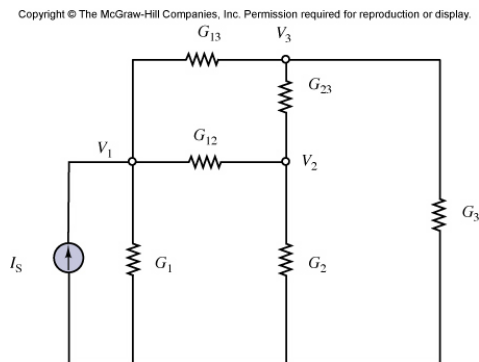 Copyright © The McGraw-Hill Companies, Inc. Permission required for reproduction or display.
G13 V3
G23
G12
V1 V2
G3
IS G1 G2